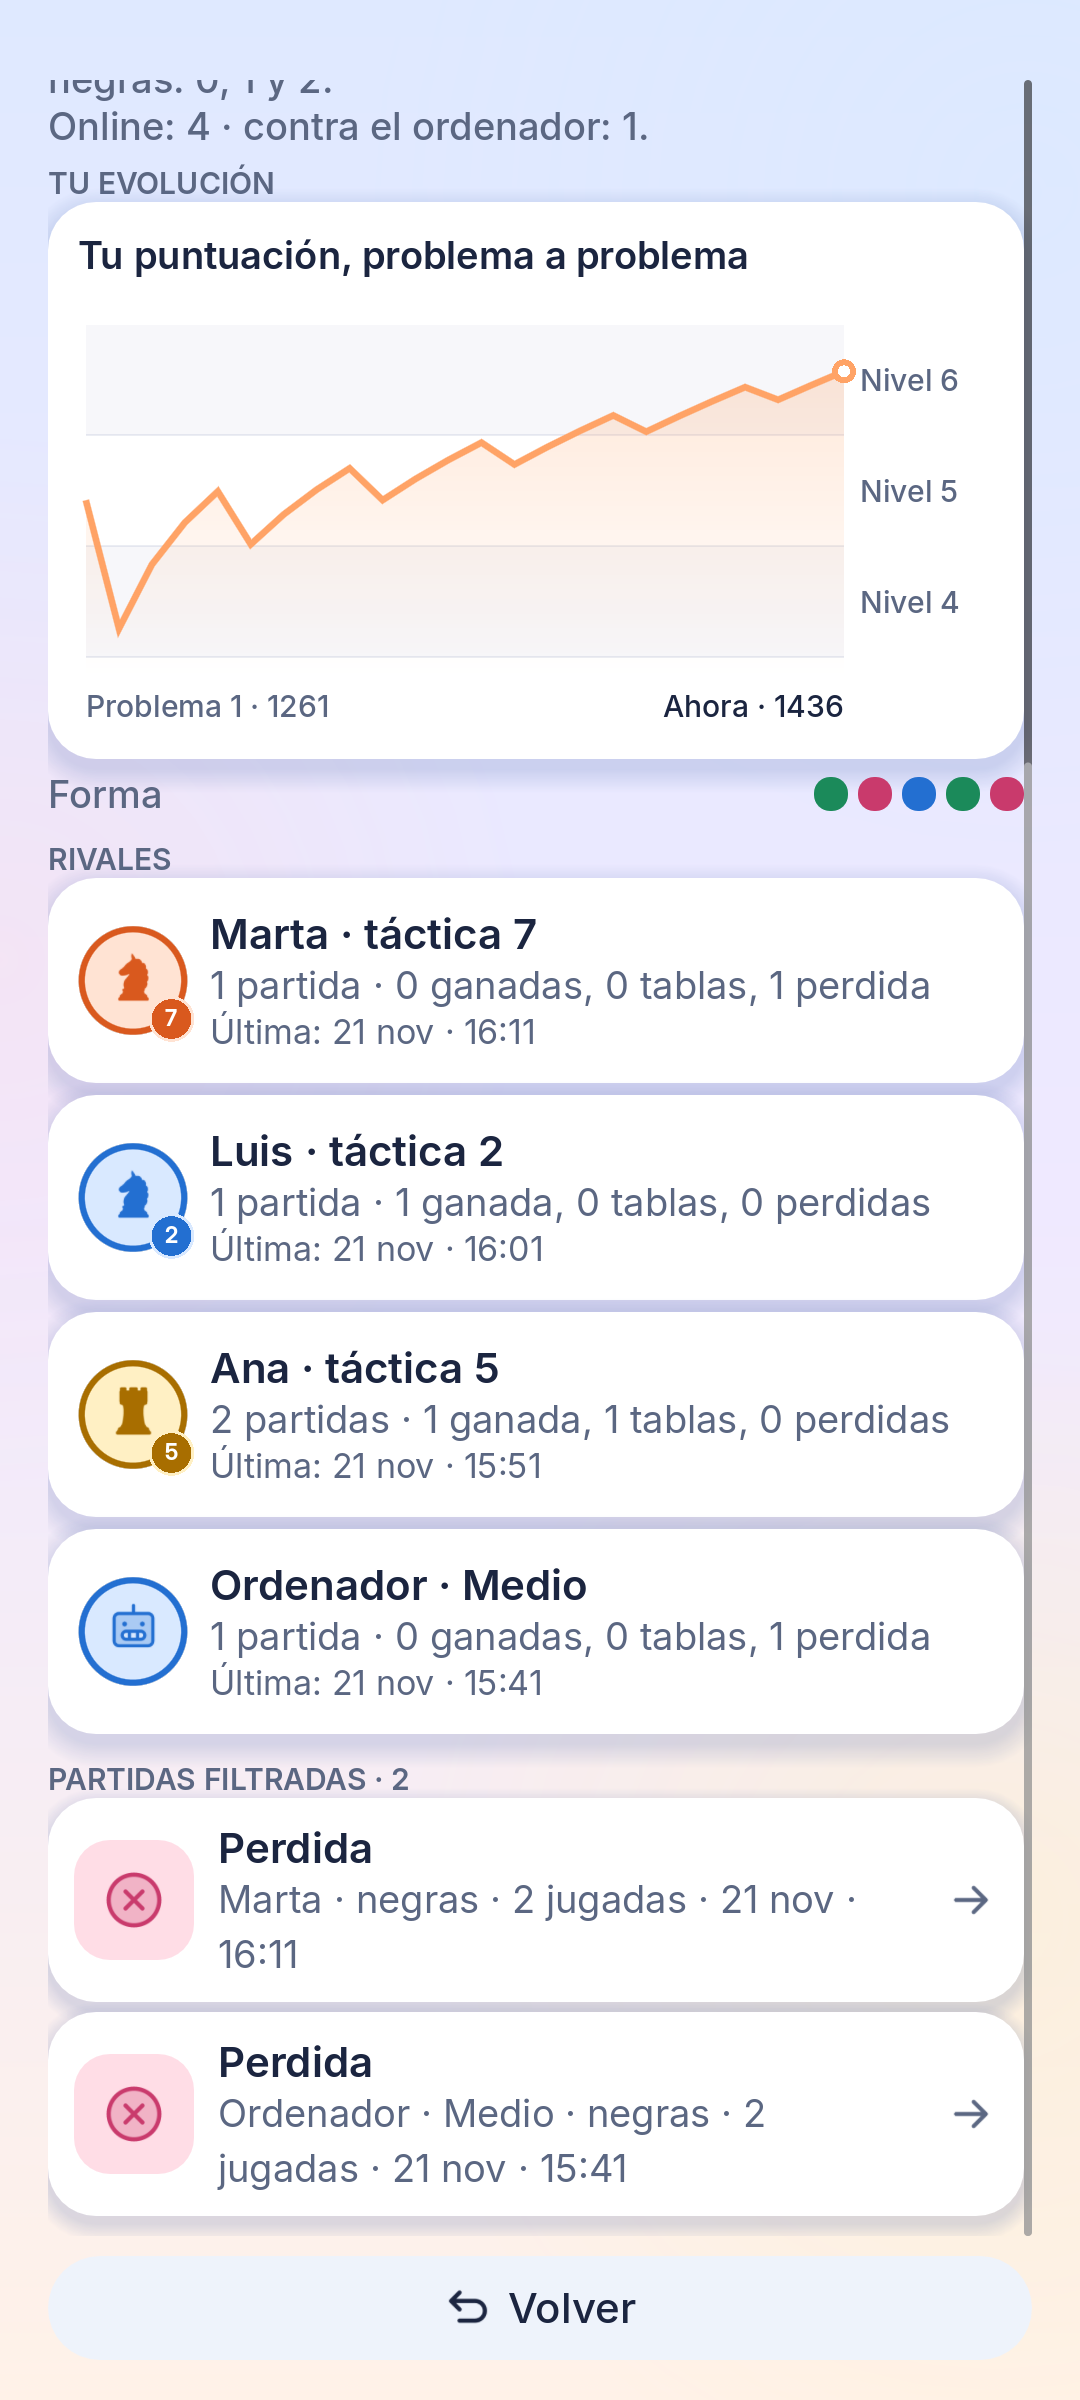 negras: 0, 1 y 2.
Online: 4 · contra el ordenador: 1.
TU EVOLUCIÓN
Tu puntuación, problema a problema
Nivel 6
Nivel 5
Nivel 4
Problema 1 · 1261
Ahora · 1436
Forma
RIVALES
Marta · táctica 7
1 partida · 0 ganadas, 0 tablas, 1 perdida
7
Última: 21 nov · 16:11
Luis · táctica 2
1 partida · 1 ganada, 0 tablas, 0 perdidas
2
Última: 21 nov · 16:01
Ana · táctica 5
2 partidas · 1 ganada, 1 tablas, 0 perdidas
5
Última: 21 nov · 15:51
Ordenador · Medio
1 partida · 0 ganadas, 0 tablas, 1 perdida
Última: 21 nov · 15:41
PARTIDAS FILTRADAS · 2
Perdida
Marta · negras · 2 jugadas · 21 nov ·
16:11
Perdida
Ordenador · Medio · negras · 2
jugadas · 21 nov · 15:41
Volver